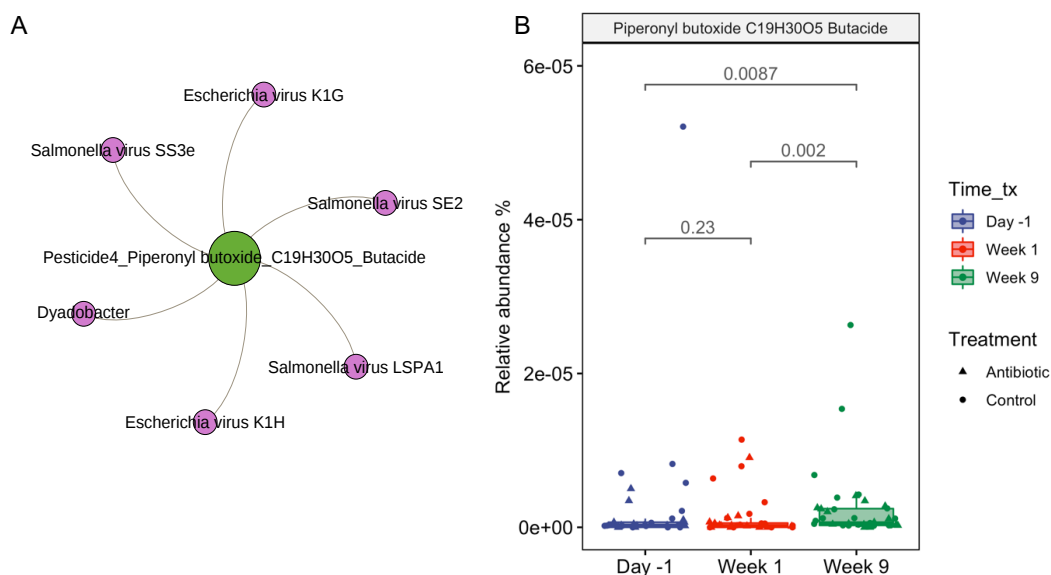 A
Escherichia virus K1G
Salmonella virus SS3e
Salmonella virus SE2
Pesticide4_Piperonyl butoxide_C19H30O5_Butacide
Dyadobacter
Salmonella virus LSPA1
Escherichia virus K1H
B
Piperonyl butoxide C19H30O5 Butacide
Relative abundance %
6e-05
4e-05
2e-05
0e+00
0.0087
0.002
0.23
Day -1
Week 1
Week 9
Time_tx
Day -1
Week 1
Week 9
Treatment
Antibiotic
Control